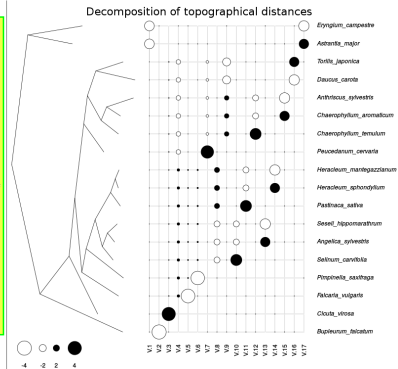 Decomposition of topographical distances
Eryngium_campestre
Astrantia_major
Torilis_japonica
Daucus_carota
Anthriscus_sylvestris
Chaerophyllum_aromaticum
Chaerophyllum_temulum
Peucedanum_cervaria
Heracleum_mantegazzianum
Heracleum_sphondylium
Pastinaca_sativa
Seseli_hippomarathrum
Angelica_sylvestris
Selinum_carvifolia
Pimpinella_saxifraga
Falcaria_vulgaris
Cicuta_virosa
Bupleurum_falcatum
V.1 V.2 V.3 V.4 V.5 V.6 V.7 V.8 V.9 V.10 V.11 V.12 V.13 V.14 V.15 V.16 V.17
-4 -2 2 4